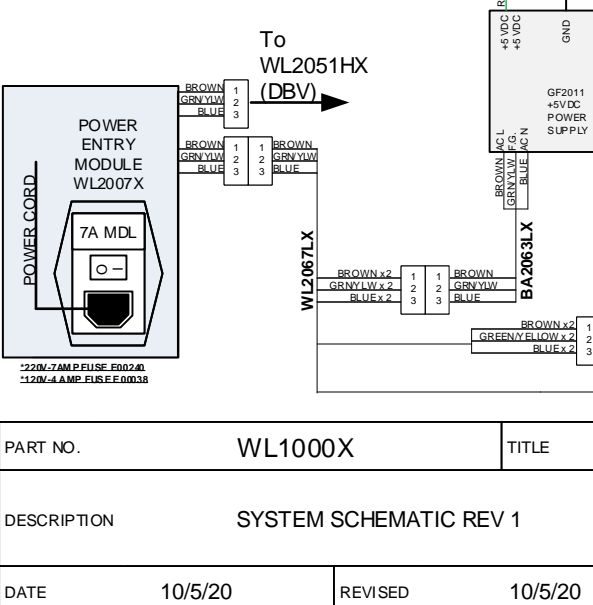 To
WL2051HX
(DBV)
BROWN 1
GRN/YLW 2
BLUE 3
POWER
ENTRY
MODULE
WL2007X
POWER CORD
7A MDL
BROWN 1 1 BROWN
GRN/YLW 2 2 GRN/YLW
BLUE 3 3 BLUE
*220V-7AMP FUSE F00240
*120V-4 AMP FUSE E00038
WL2067LX
BROWN x2 1 1 BROWN
GRN/YLW x2 2 2 GRN/YLW
BLUE x 2 3 3 BLUE
BA2063LX
+5 VDC
+5 VDC
GND
GF2011
+5VDC
POWER
SUPPLY
AC L
F.G.
AC N
BROWN
GRN/YLW
BLUE
BROWN x2 1
GREEN/YELLOW x 2 2
BLUE x 2 3
PART NO. WL1000X TITLE
DESCRIPTION SYSTEM SCHEMATIC REV 1
DATE 10/5/20 REVISED 10/5/20